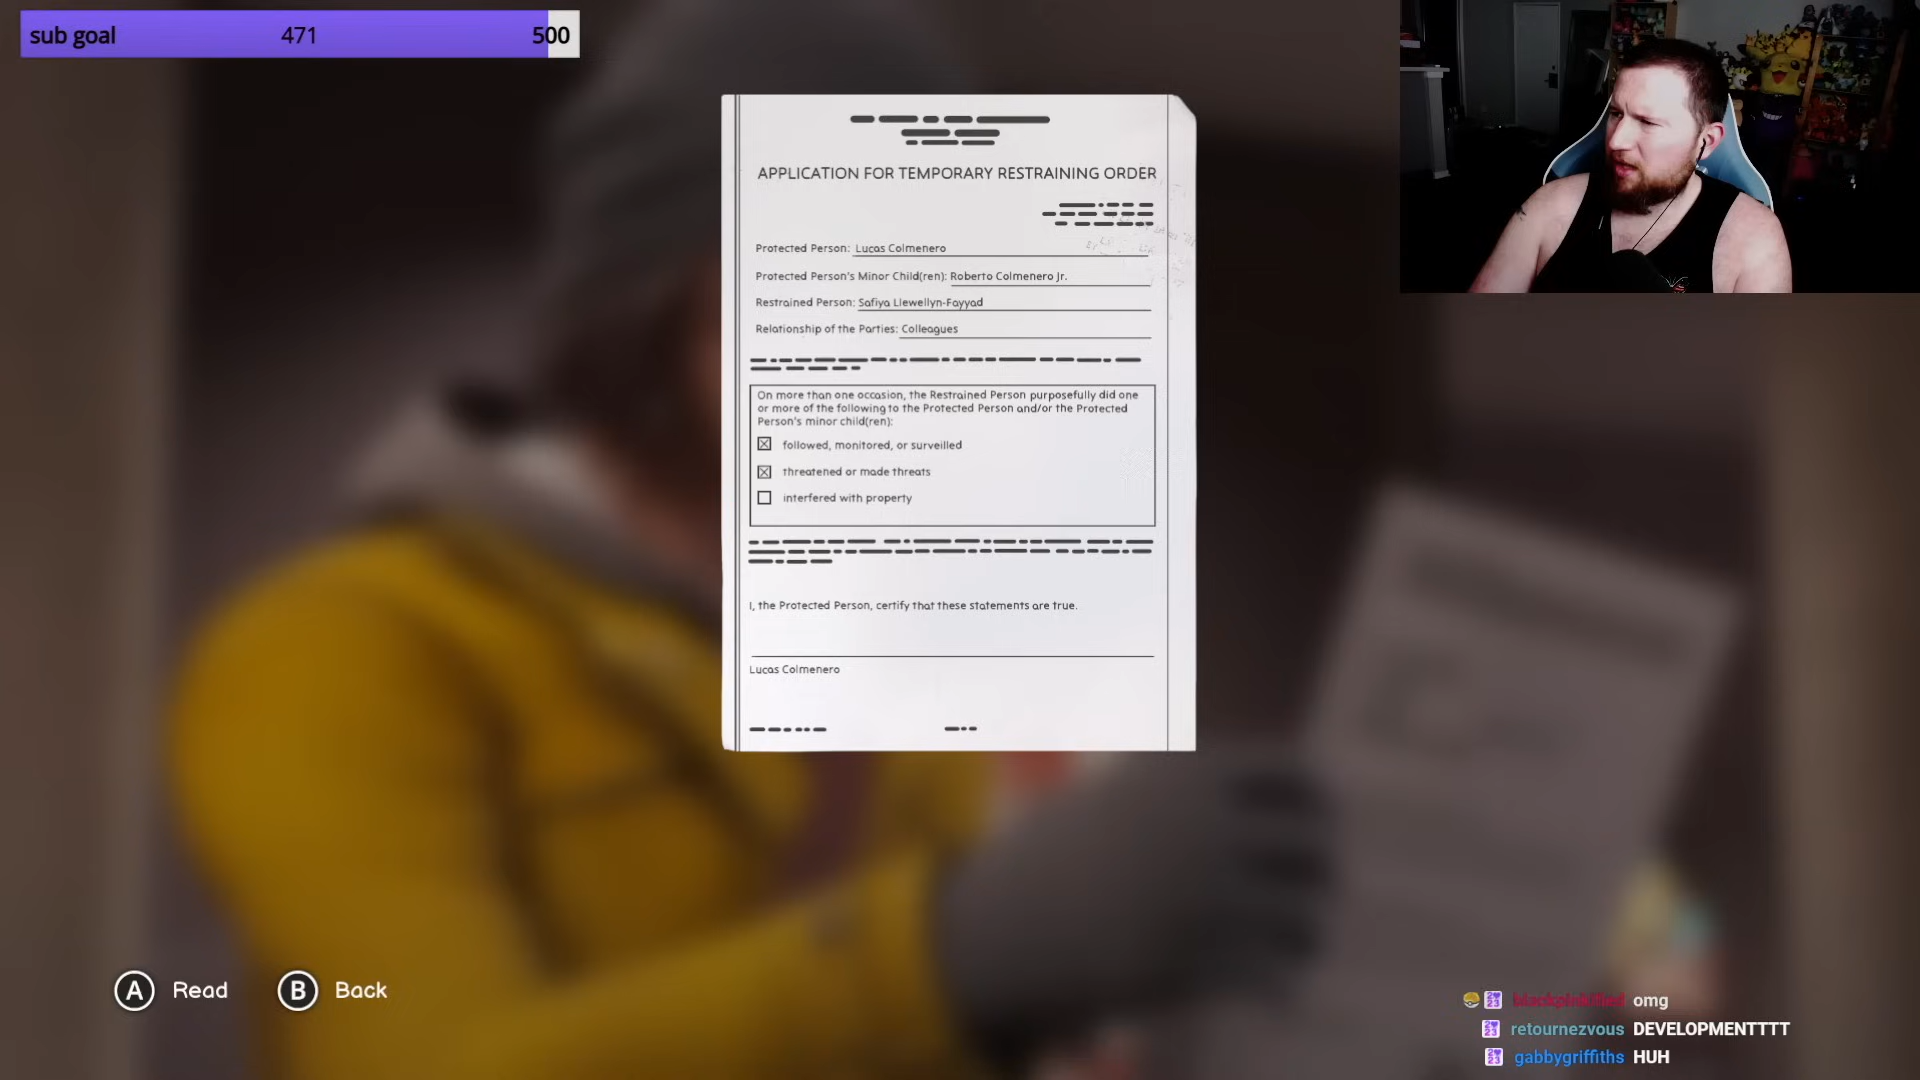 sub goal 471 500
APPLICATION FOR TEMPORARY RESTRAINING ORDER
Protected Person: Lucas Colmenero
Protected Person's Minor Child(ren): Roberto Colmenero Jr.
Restrained Person: Safiya Llewellyn-Fayyad
Relationship of the Parties: Colleagues
On more than one occasion, the Restrained Person purposefully did one
or more of the following to the Protected Person and/or the Protected
Person's minor child(ren):
followed, monitored, or surveilled
threatened or made threats
interfered with property
I, the Protected Person, certify that these statements are true.
Lucas Colmenero
A Read B Back
omg
retournezvous DEVELOPMENTTTT
gabbygriffiths HUH